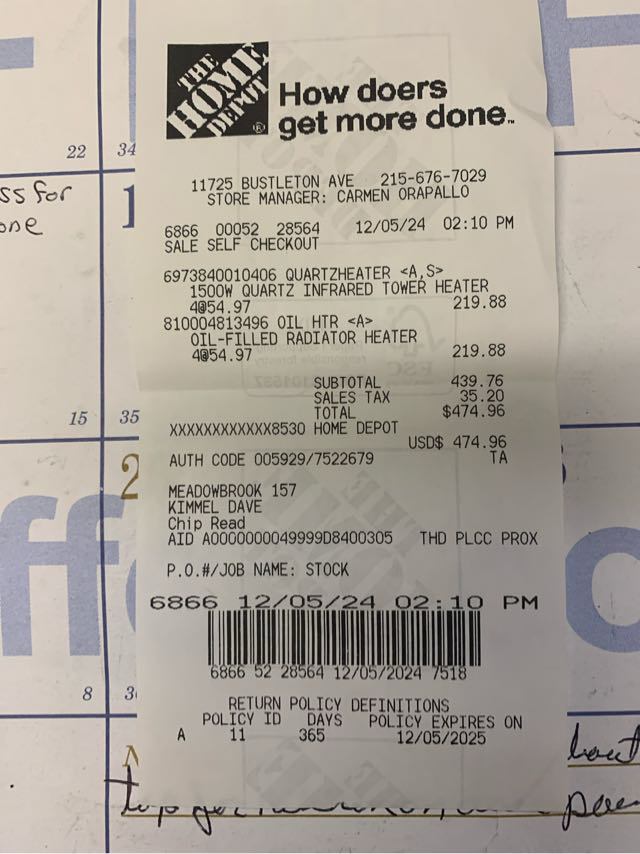 THE
HOME
DEPOT
®
How doers
get more done.™
11725 BUSTLETON AVE 215-676-7029
STORE MANAGER: CARMEN ORAPALLO
6866 00052 28564 12/05/24 02:10 PM
SALE SELF CHECKOUT
6973840010406 QUARTZHEATER <A,S>
1500W QUARTZ INFRARED TOWER HEATER
4@54.97 219.88
810004813496 OIL HTR <A>
OIL-FILLED RADIATOR HEATER
4@54.97 219.88
SUBTOTAL 439.76
SALES TAX 35.20
TOTAL $474.96
XXXXXXXXXXXX8530 HOME DEPOT
USD$ 474.96
AUTH CODE 005929/7522679 TA
MEADOWBROOK 157
KIMMEL DAVE
Chip Read
AID A0000000049999D8400305 THD PLCC PROX
P.O.#/JOB NAME: STOCK
6866 12/05/24 02:10 PM
6866 52 28564 12/05/2024 7518
RETURN POLICY DEFINITIONS
POLICY ID DAYS POLICY EXPIRES ON
A 11 365 12/05/2025
22
34
for
one
15
35
8